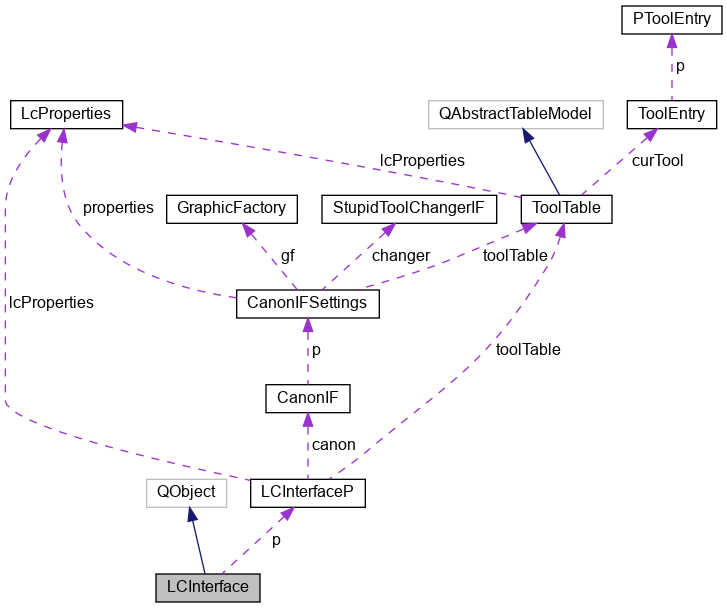 PToolEntry
p
LcProperties
QAbstractTableModel
ToolEntry
lcProperties
curTool
properties
GraphicFactory
StupidToolChangerIF
ToolTable
gf
changer
toolTable
lcProperties
CanonIFSettings
p
toolTable
CanonIF
canon
QObject
LCInterfaceP
p
LCInterface